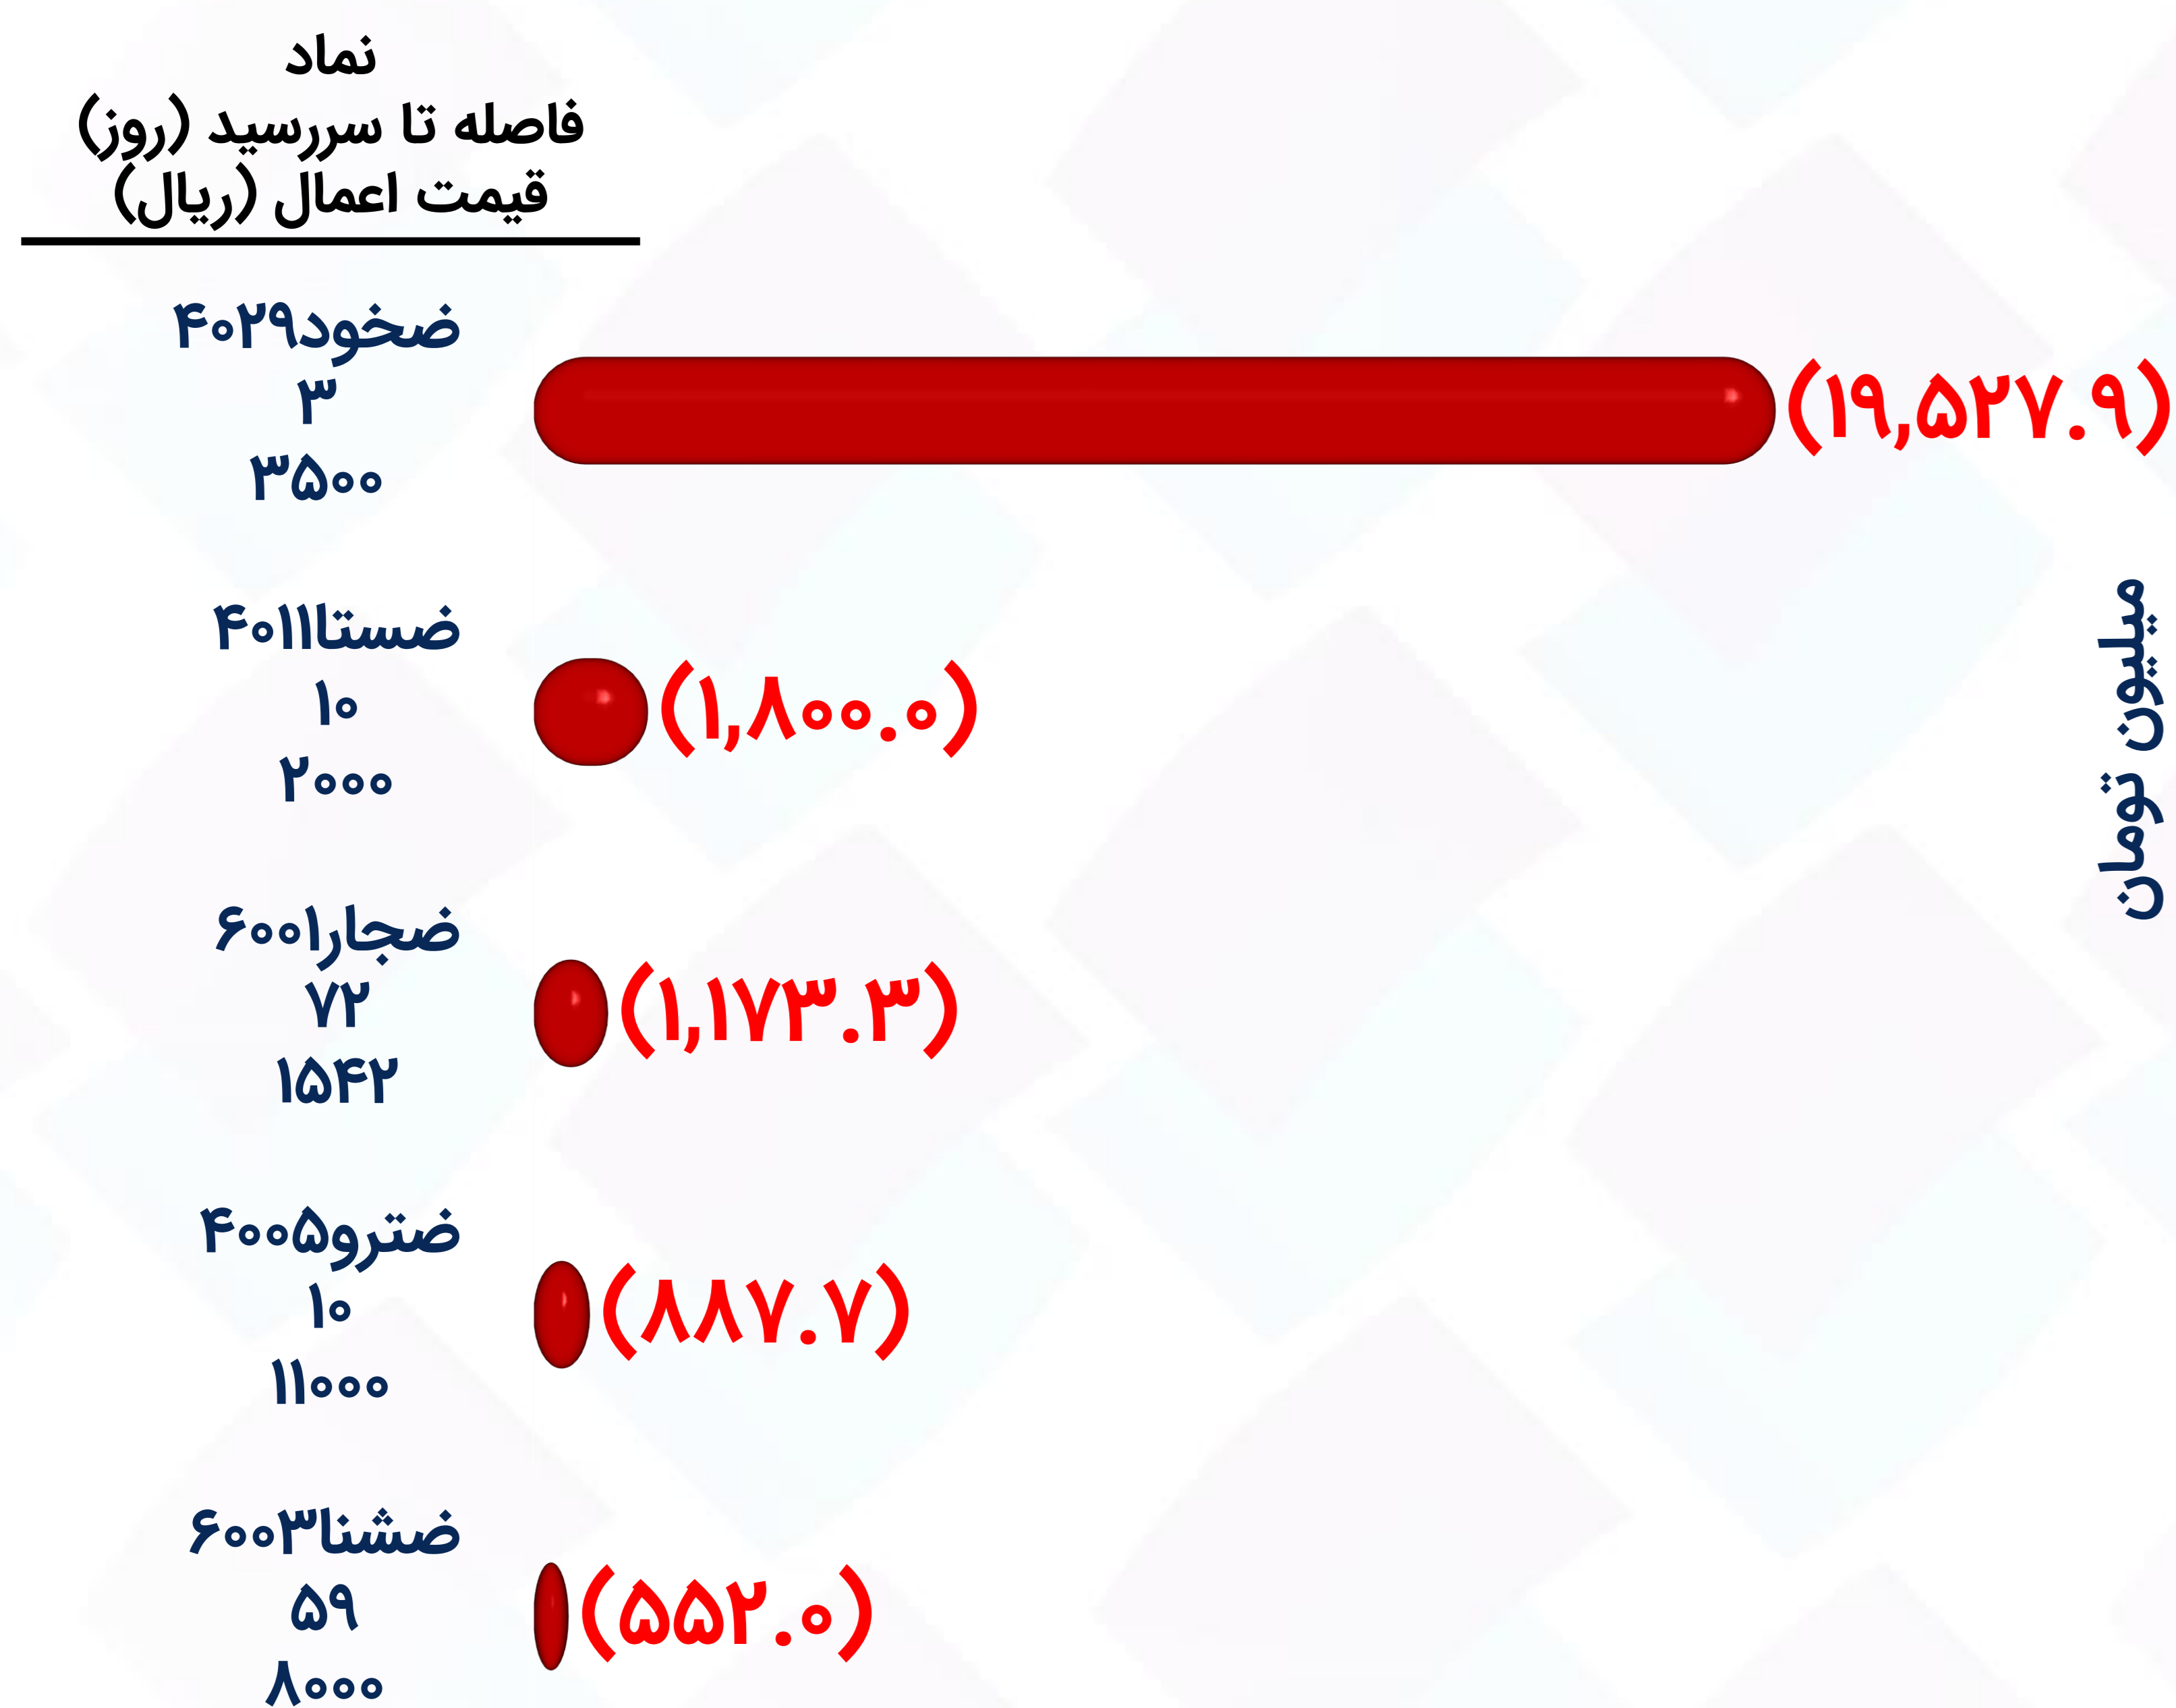 نماد
فاصله تا سررسید (روز)
قیمت اعمال (ریال)
ضخود۴۰۲۹
۳
۳۵۰۰
(۱۹,۵۲۷.۹)
ضستا۴۰۱۱
۱۰
۲۰۰۰
(۱,۸۰۰.۰)
ضجار۶۰۰۱
۷۲
۱۵۴۲
(۱,۱۷۳.۳)
ضترو۴۰۰۵
۱۰
۱۱۰۰۰
(۸۸۷.۷)
ضشنا۶۰۰۳
۵۹
۸۰۰۰
(۵۵۲.۰)
میلیون تومان